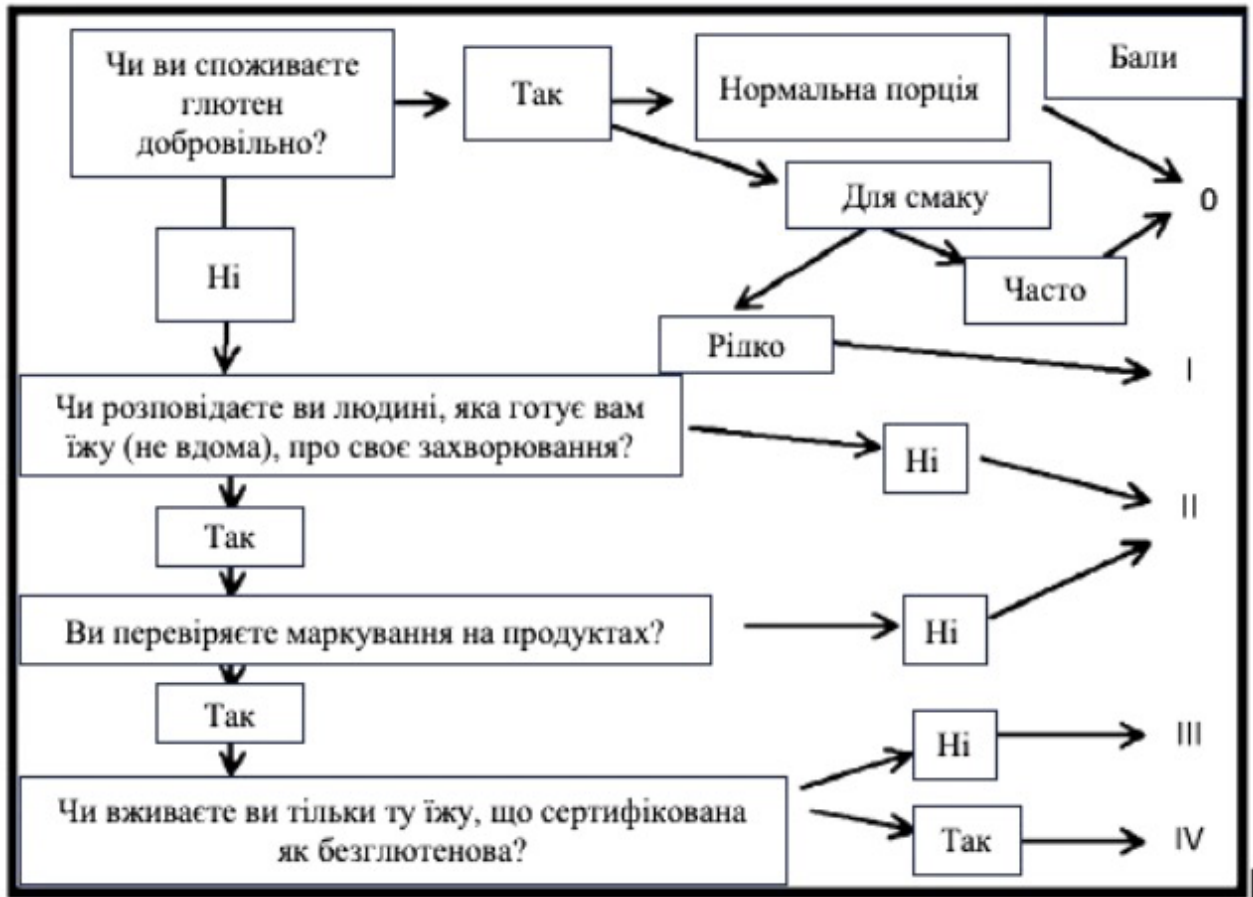 Чи ви споживаєте
глютен
добровільно?
Так
Нормальна порція
Бали
Для смаку
0
Ні
Часто
Рідко
I
Чи розповідаєте ви людині, яка готує вам
їжу (не вдома), про своє захворювання?
Ні
II
Так
Ви перевіряєте маркування на продуктах?
Ні
Так
Ні
III
Чи вживаєте ви тільки ту їжу, що сертифікована
як безглютенова?
Так
IV